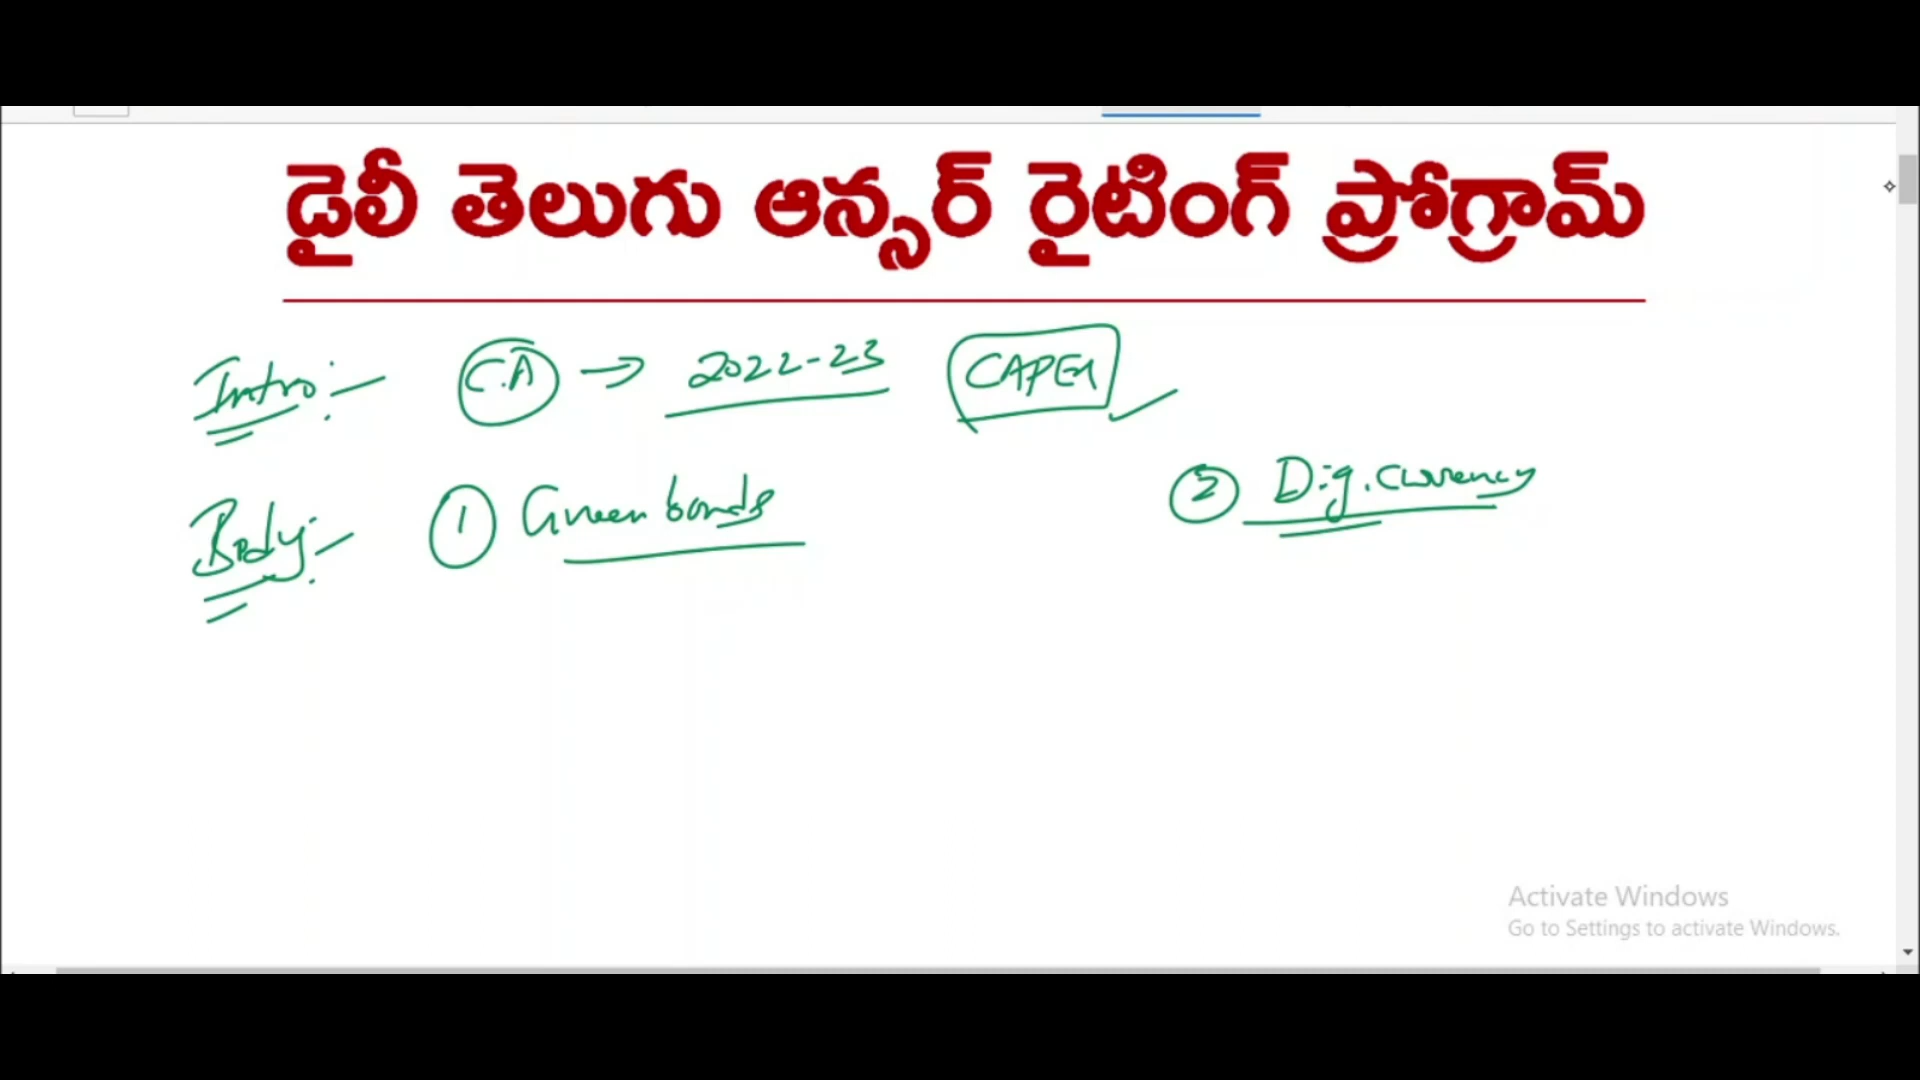 డైలీ తెలుగు ఆన్సర్ రైటింగ్ ప్రోగ్రామ్
Intro:- C.A → 2022-23 CAPEX
Body:- ① Green bonds ② Dig. Currency
Activate Windows
Go to Settings to activate Windows.